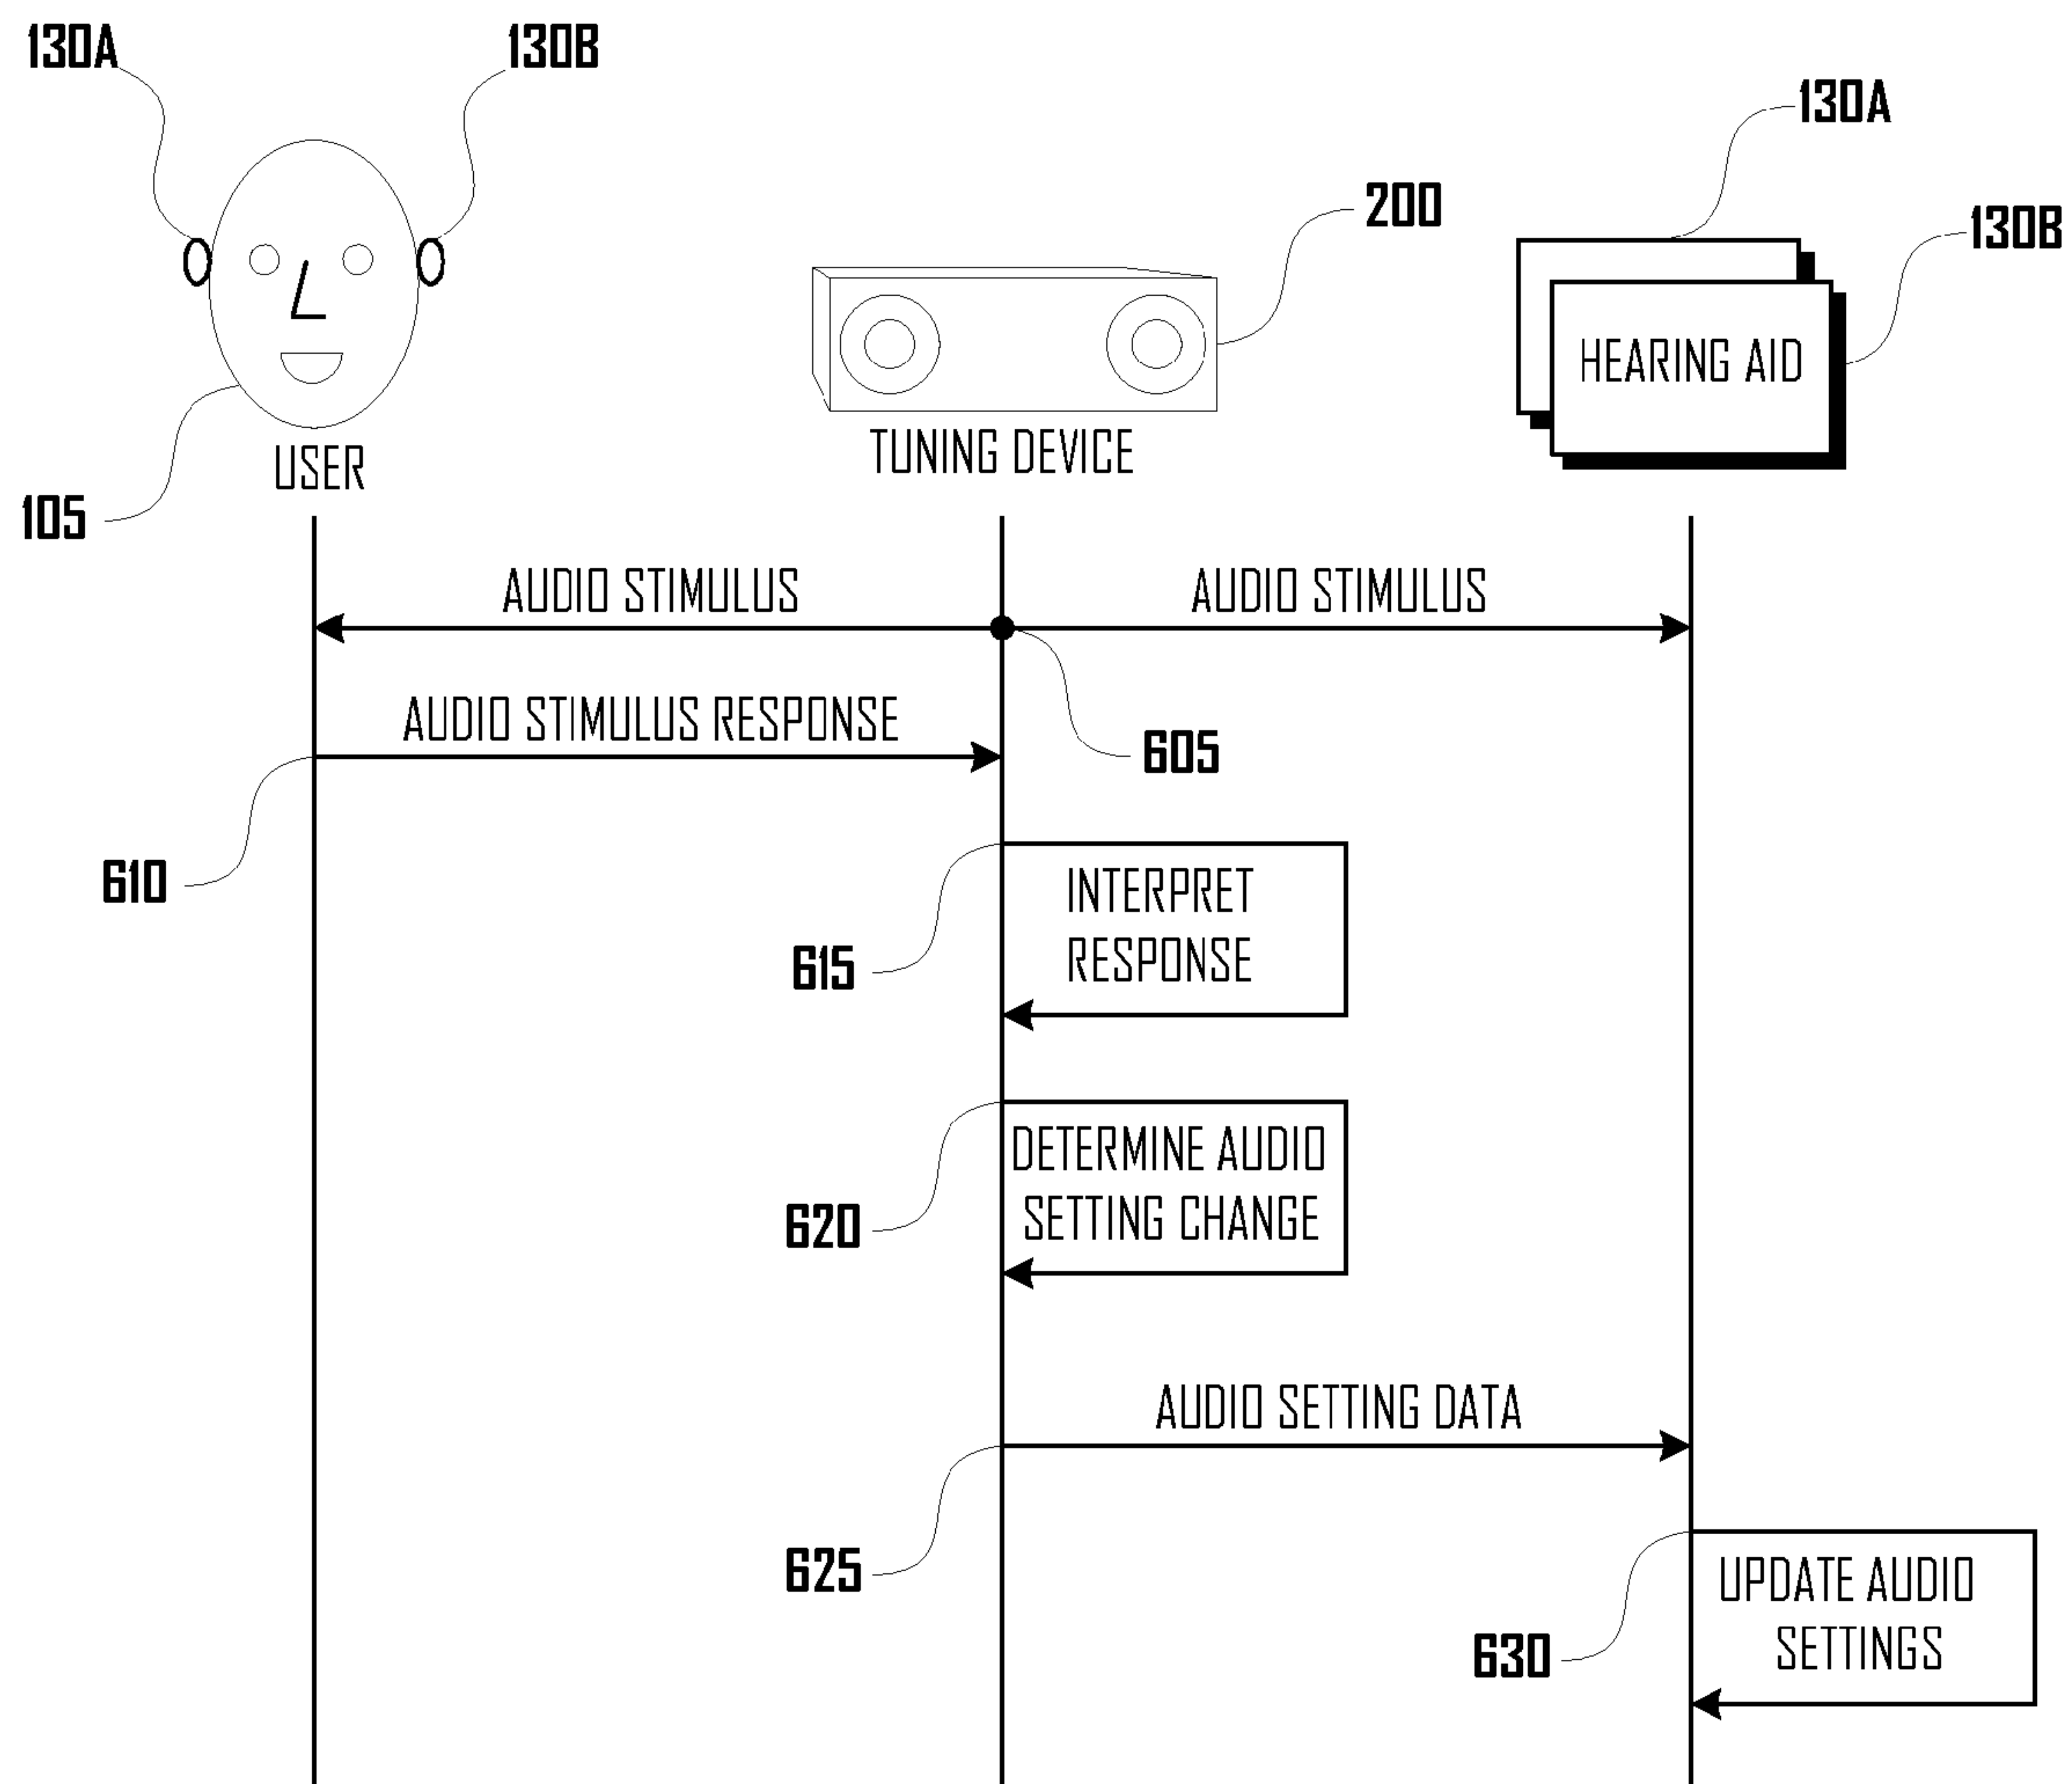 130A
130B
130A
200
130B
HEARING AID
TUNING DEVICE
USER
105
AUDIO STIMULUS
AUDIO STIMULUS
AUDIO STIMULUS RESPONSE
605
610
INTERPRET
RESPONSE
615
DETERMINE AUDIO
SETTING CHANGE
620
AUDIO SETTING DATA
625
UPDATE AUDIO
SETTINGS
630